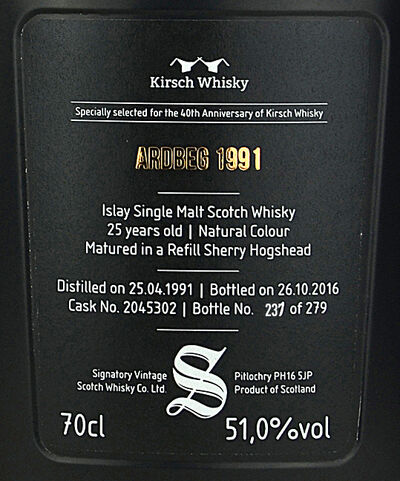 Kirsch Whisky
Specially selected for the 40th Anniversary of Kirsch Whisky
ARDBEG 1991
Islay Single Malt Scotch Whisky
25 years old | Natural Colour
Matured in a Refill Sherry Hogshead
Distilled on 25.04.1991 | Bottled on 26.10.2016
Cask No. 2045302 | Bottle No. 237 of 279
Signatory Vintage
Scotch Whisky Co. Ltd.
S
Pitlochry PH16 5JP
Product of Scotland
70cl
51,0%vol